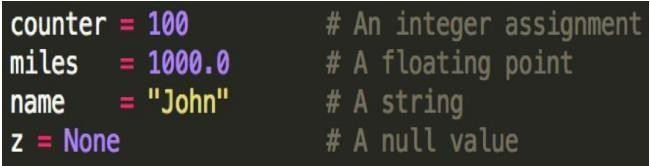 counter = 100 # An integer assignment
miles = 1000.0 # A floating point
name = "John" # A string
z = None # A null value